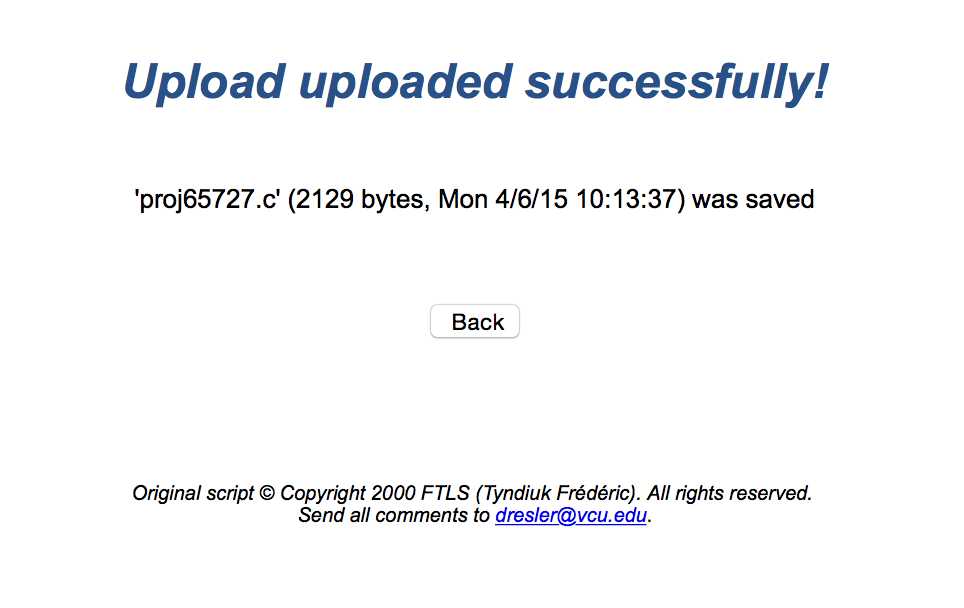 Upload uploaded successfully!
'proj65727.c' (2129 bytes, Mon 4/6/15 10:13:37) was saved
Back
Original script © Copyright 2000 FTLS (Tyndiuk Frédéric). All rights reserved.
Send all comments to dresler@vcu.edu.